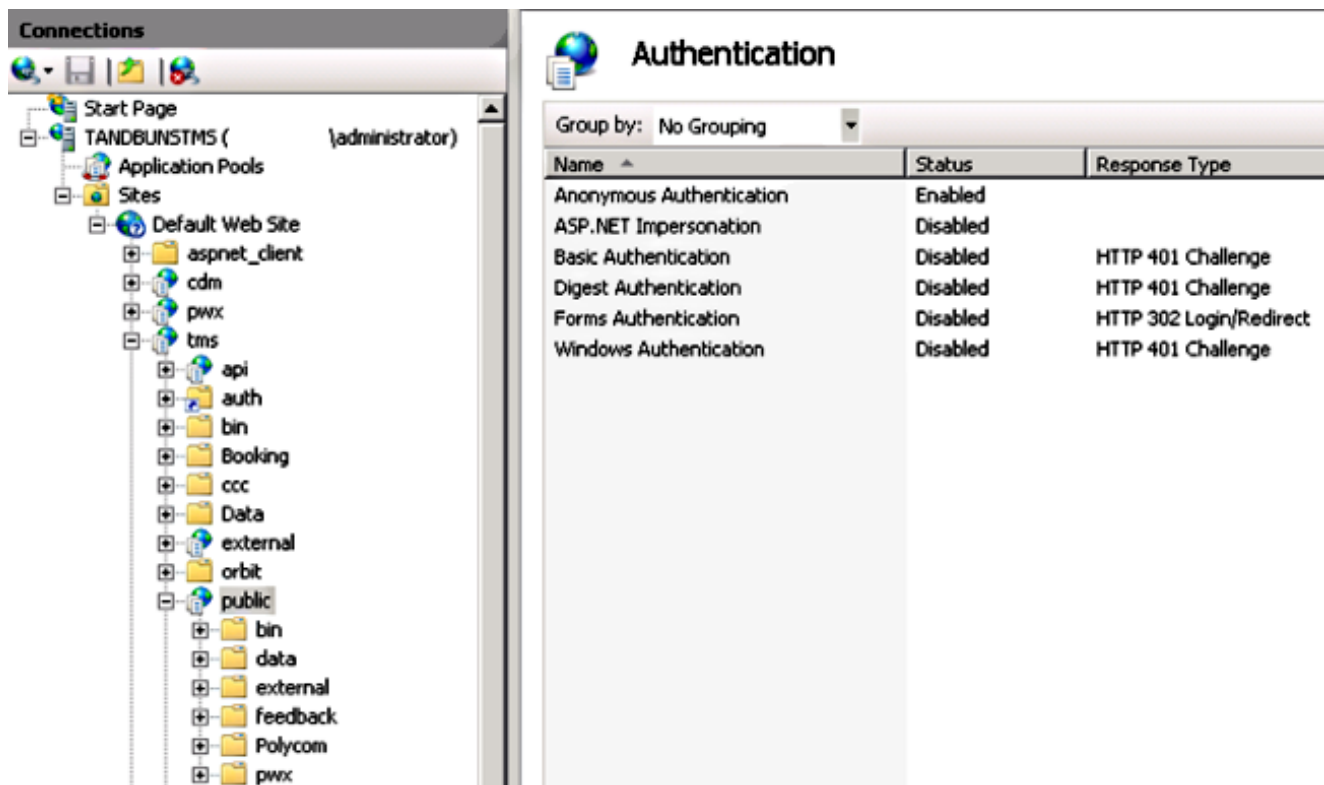 Connections
Start Page
TANDBUNSTMS ( \administrator)
Application Pools
Sites
Default Web Site
aspnet_client
cdm
pwx
tms
api
auth
bin
Booking
ccc
Data
external
orbit
public
bin
data
external
feedback
Polycom
pwx
Authentication
Group by: No Grouping
Name Status Response Type
Anonymous Authentication Enabled
ASP.NET Impersonation Disabled
Basic Authentication Disabled HTTP 401 Challenge
Digest Authentication Disabled HTTP 401 Challenge
Forms Authentication Disabled HTTP 302 Login/Redirect
Windows Authentication Disabled HTTP 401 Challenge